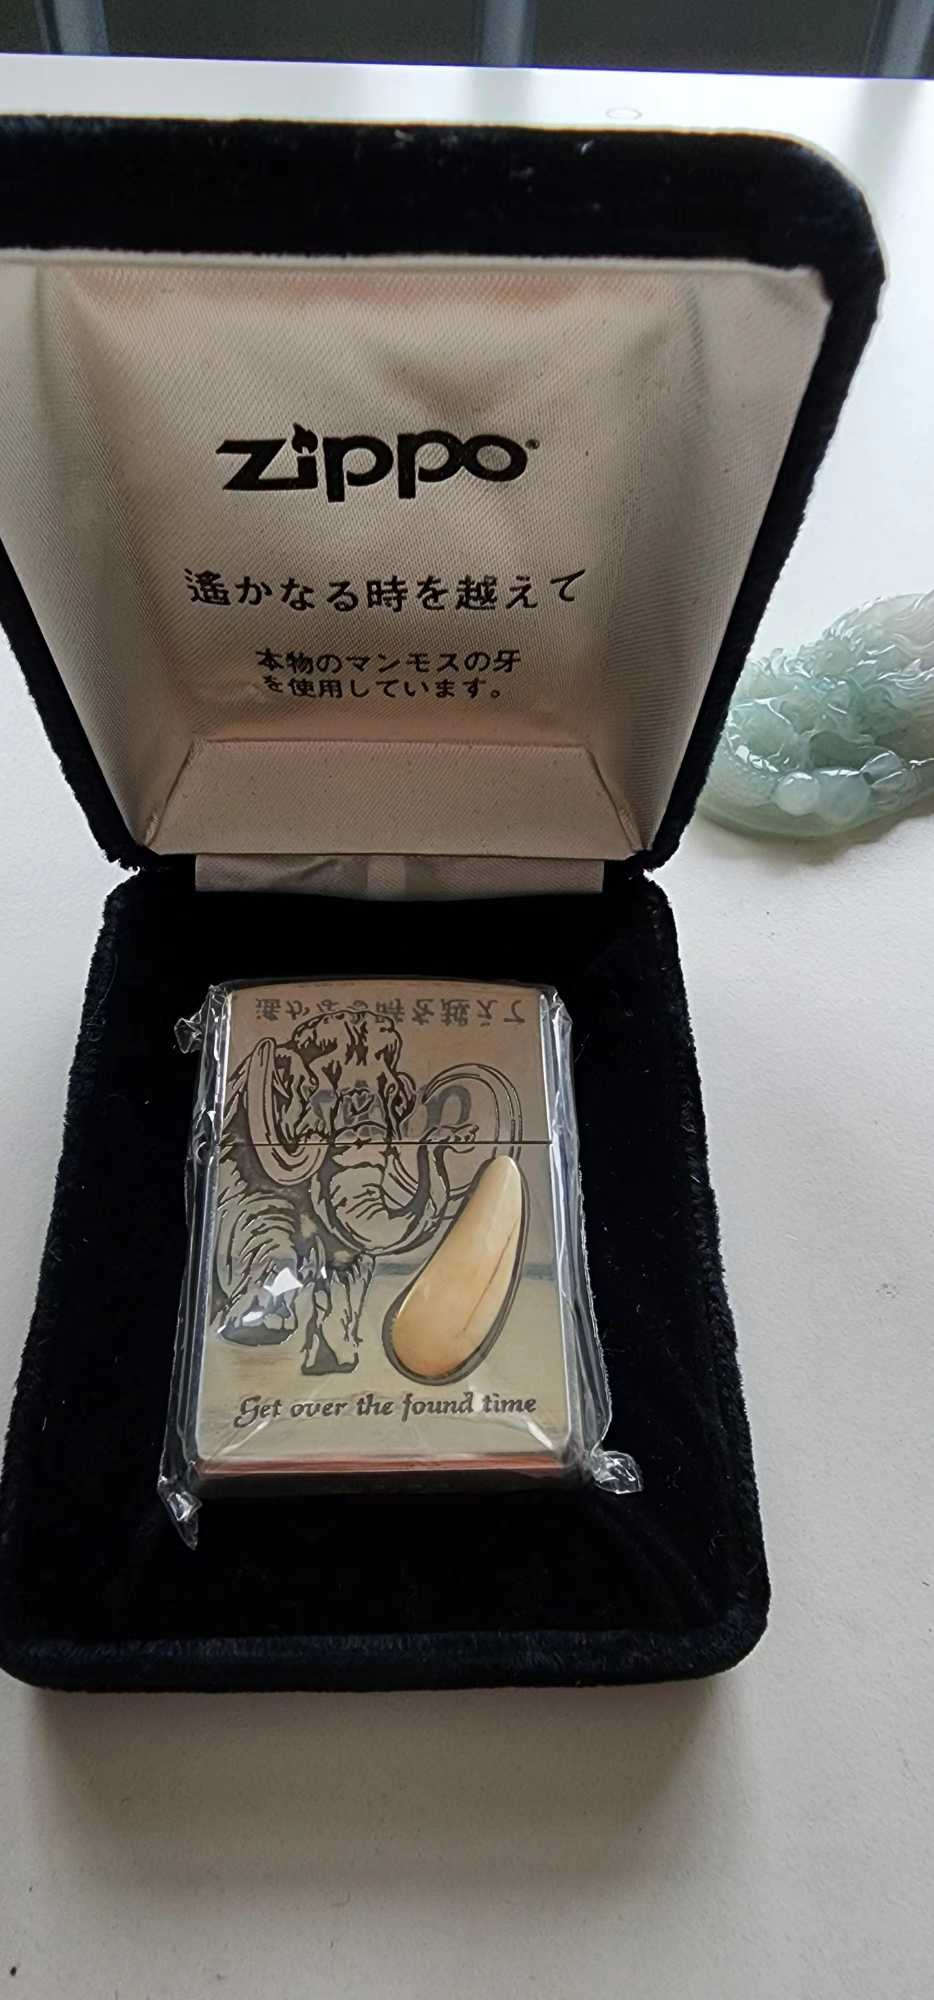 Zippo
遙かなる時を越えて
本物のマンモスの牙
を使用しています。
Get over the found time